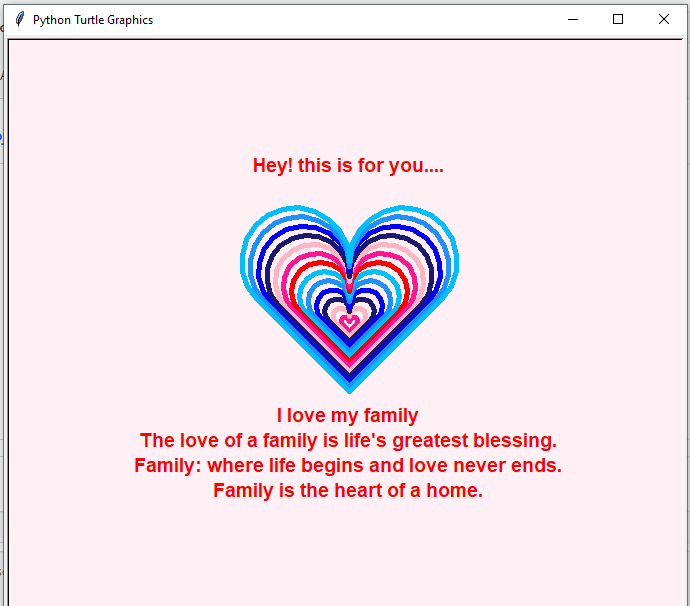 Python Turtle Graphics
Hey! this is for you....
I love my family
The love of a family is life's greatest blessing.
Family: where life begins and love never ends.
Family is the heart of a home.